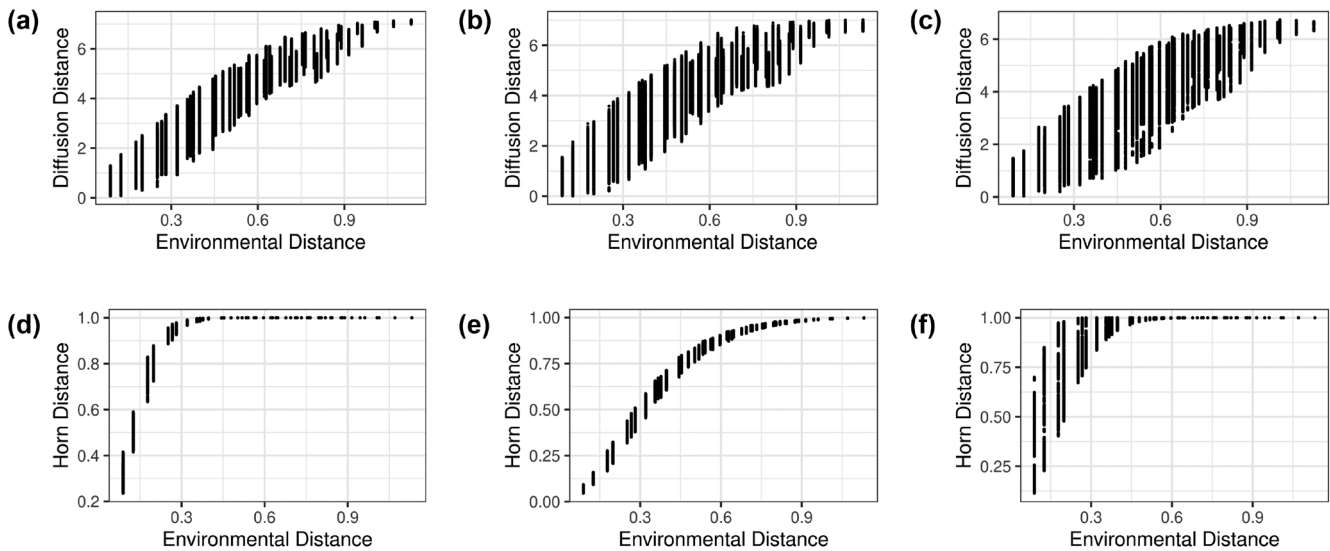 (a)
Diffusion Distance
6
4
2
0
0.3 0.6 0.9
Environmental Distance
(b)
Diffusion Distance
6
4
2
0
0.3 0.6 0.9
Environmental Distance
(c)
Diffusion Distance
6
4
2
0
0.3 0.6 0.9
Environmental Distance
(d)
Horn Distance
1.0
0.8
0.6
0.4
0.2
0.3 0.6 0.9
Environmental Distance
(e)
Horn Distance
1.00
0.75
0.50
0.25
0.00
0.3 0.6 0.9
Environmental Distance
(f)
Horn Distance
1.00
0.75
0.50
0.25
0.3 0.6 0.9
Environmental Distance